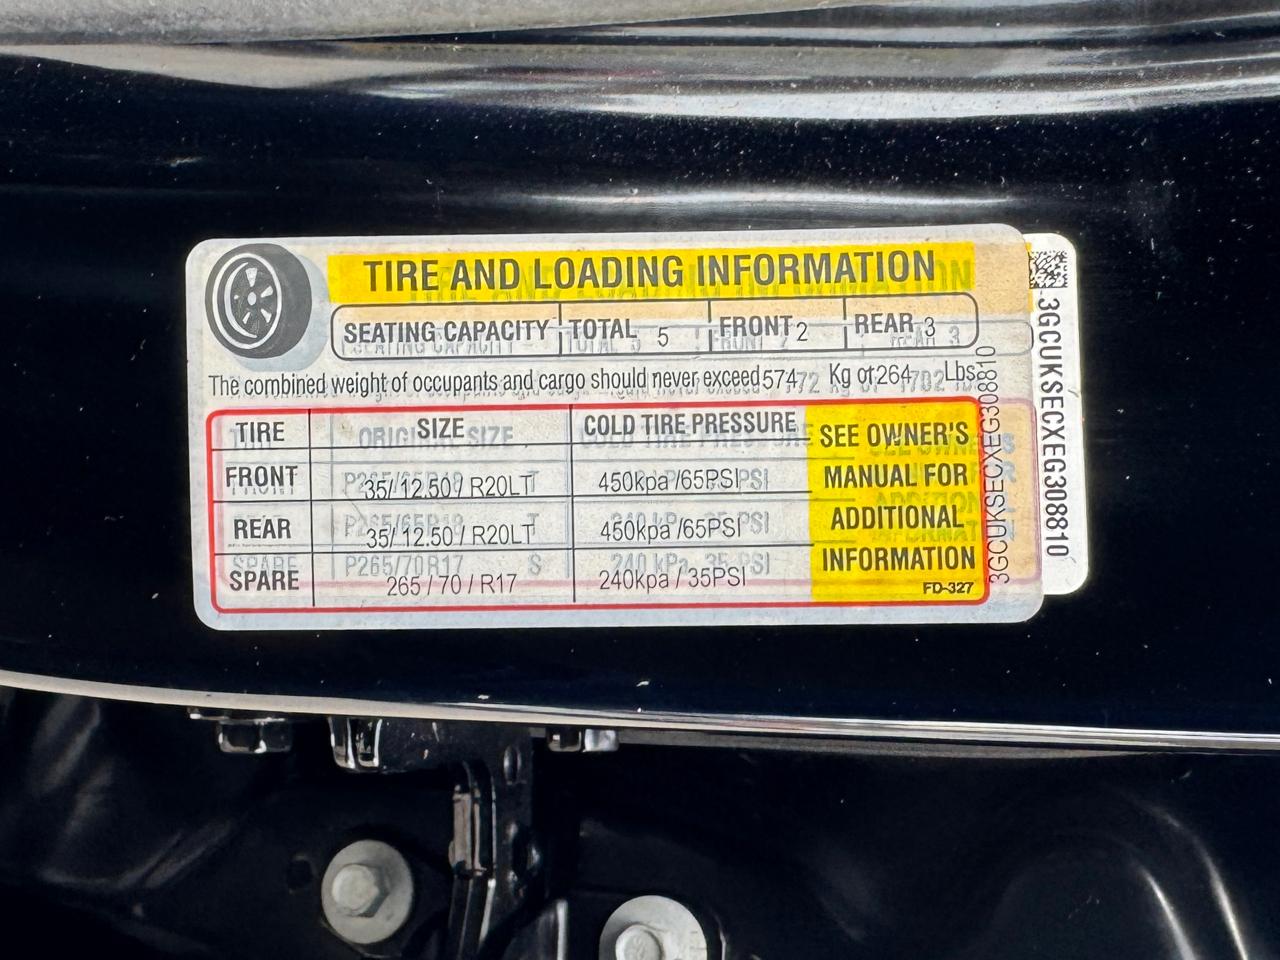 TIRE AND LOADING INFORMATION
SEATING CAPACITY TOTAL 5 FRONT 2 REAR 3
The combined weight of occupants and cargo should never exceed 574 Kg or 264 Lbs.
TIRE SIZE COLD TIRE PRESSURE
FRONT 35/ 12.50 / R20LT 450kpa /65PSI
REAR 35/ 12.50 / R20LT 450kpa /65PSI
SPARE 265 / 70 / R17 240kpa / 35PSI
SEE OWNER'S
MANUAL FOR
ADDITIONAL
INFORMATION
FD-327
3GCUKSECXEG308810
3GCUKSECXEG308810